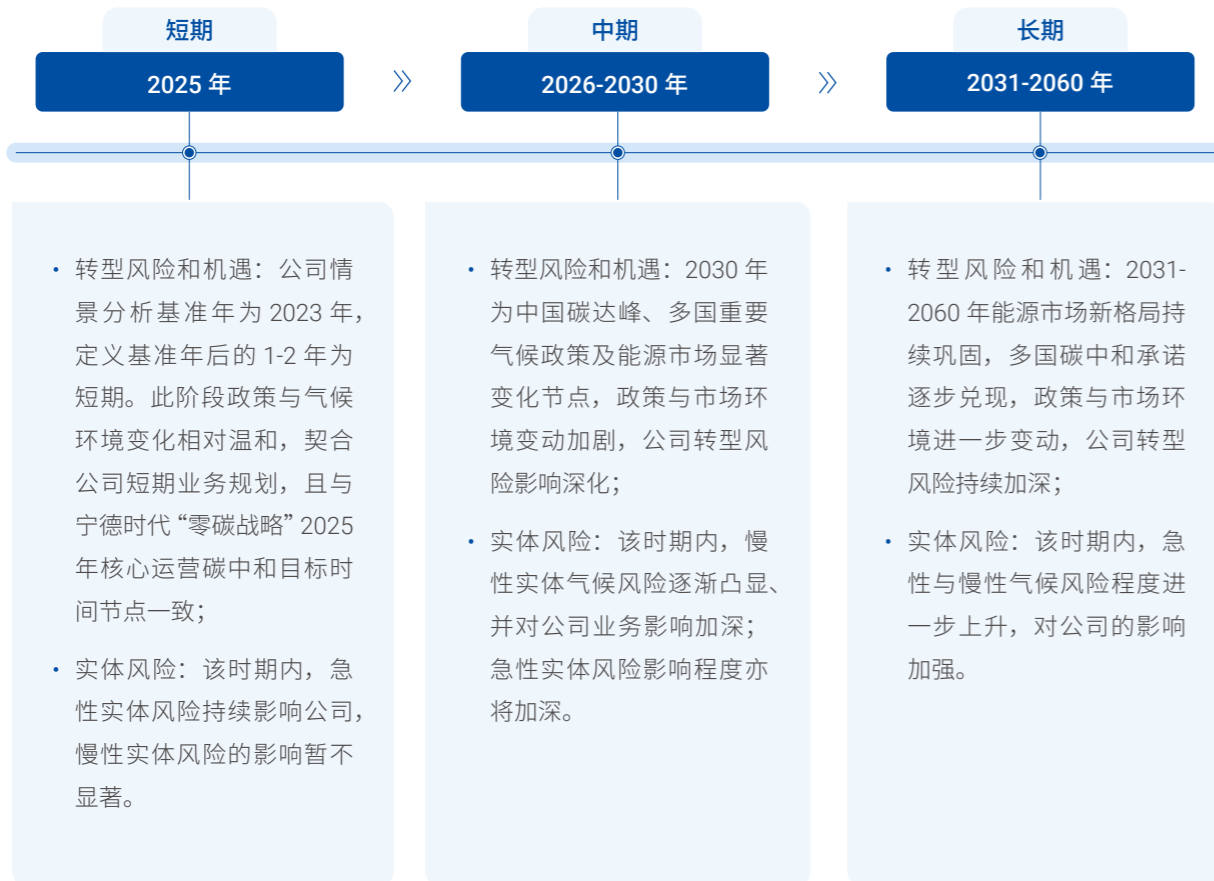 短期
2025 年
转型风险和机遇：公司情
景分析基准年为 2023 年，
定义基准年后的 1-2 年为
短期。此阶段政策与气候
环境变化相对温和，契合
公司短期业务规划，且与
宁德时代“零碳战略”2025
年核心运营碳中和目标时
间节点一致；
实体风险：该时期内，急
性实体风险持续影响公司，
慢性实体风险的影响暂不
显著。
中期
2026-2030 年
转型风险和机遇：2030 年
为中国碳达峰、多国重要
气候政策及能源市场显著
变化节点，政策与市场环
境变动加剧，公司转型风
险影响深化；
实体风险：该时期内，慢
性实体气候风险逐渐凸显、
并对公司业务影响加深；
急性实体风险影响程度亦
将加深。
长期
2031-2060 年
转型风险和机遇：2031-
2060 年能源市场新格局持
续巩固，多国碳中和承诺
逐步兑现，政策与市场环
境进一步变动，公司转型
风险持续加深；
实体风险：该时期内，急
性与慢性气候风险程度进
一步上升，对公司的影响
加强。